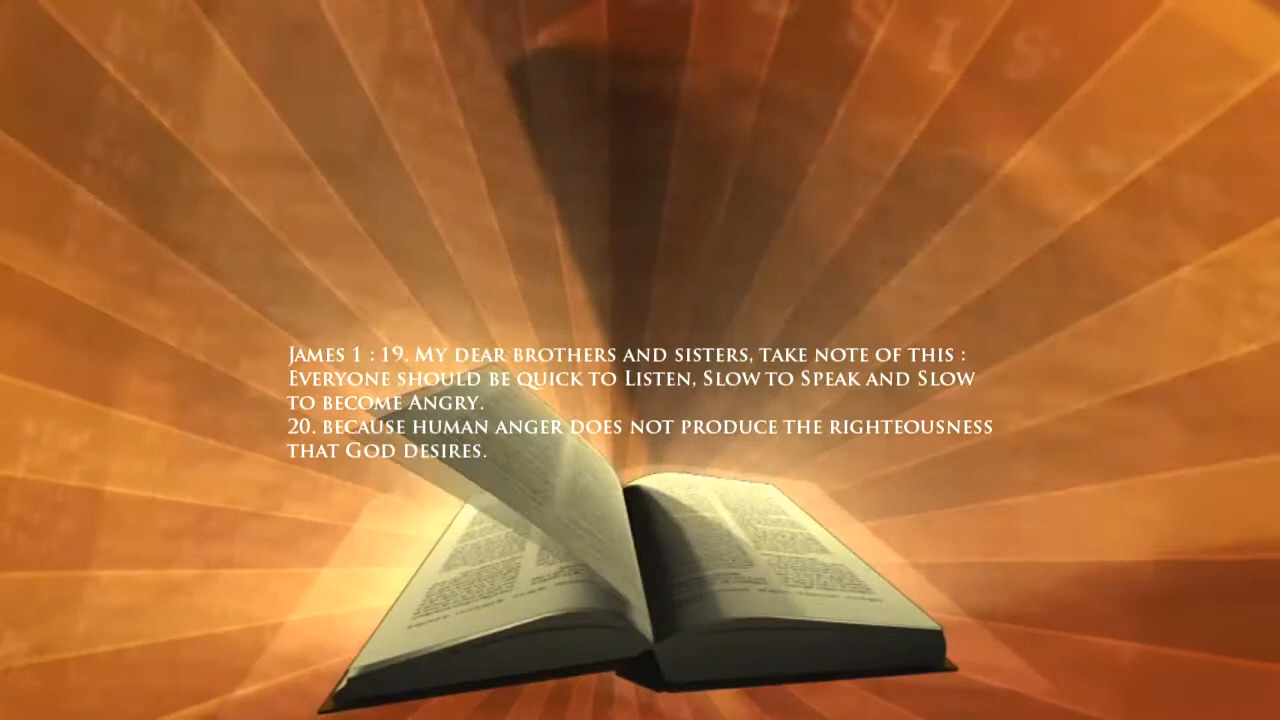 James 1 : 19. My dear brothers and sisters, take note of this :
Everyone should be quick to Listen, Slow to Speak and Slow
to become Angry.
20. because human anger does not produce the righteousness
that God desires.